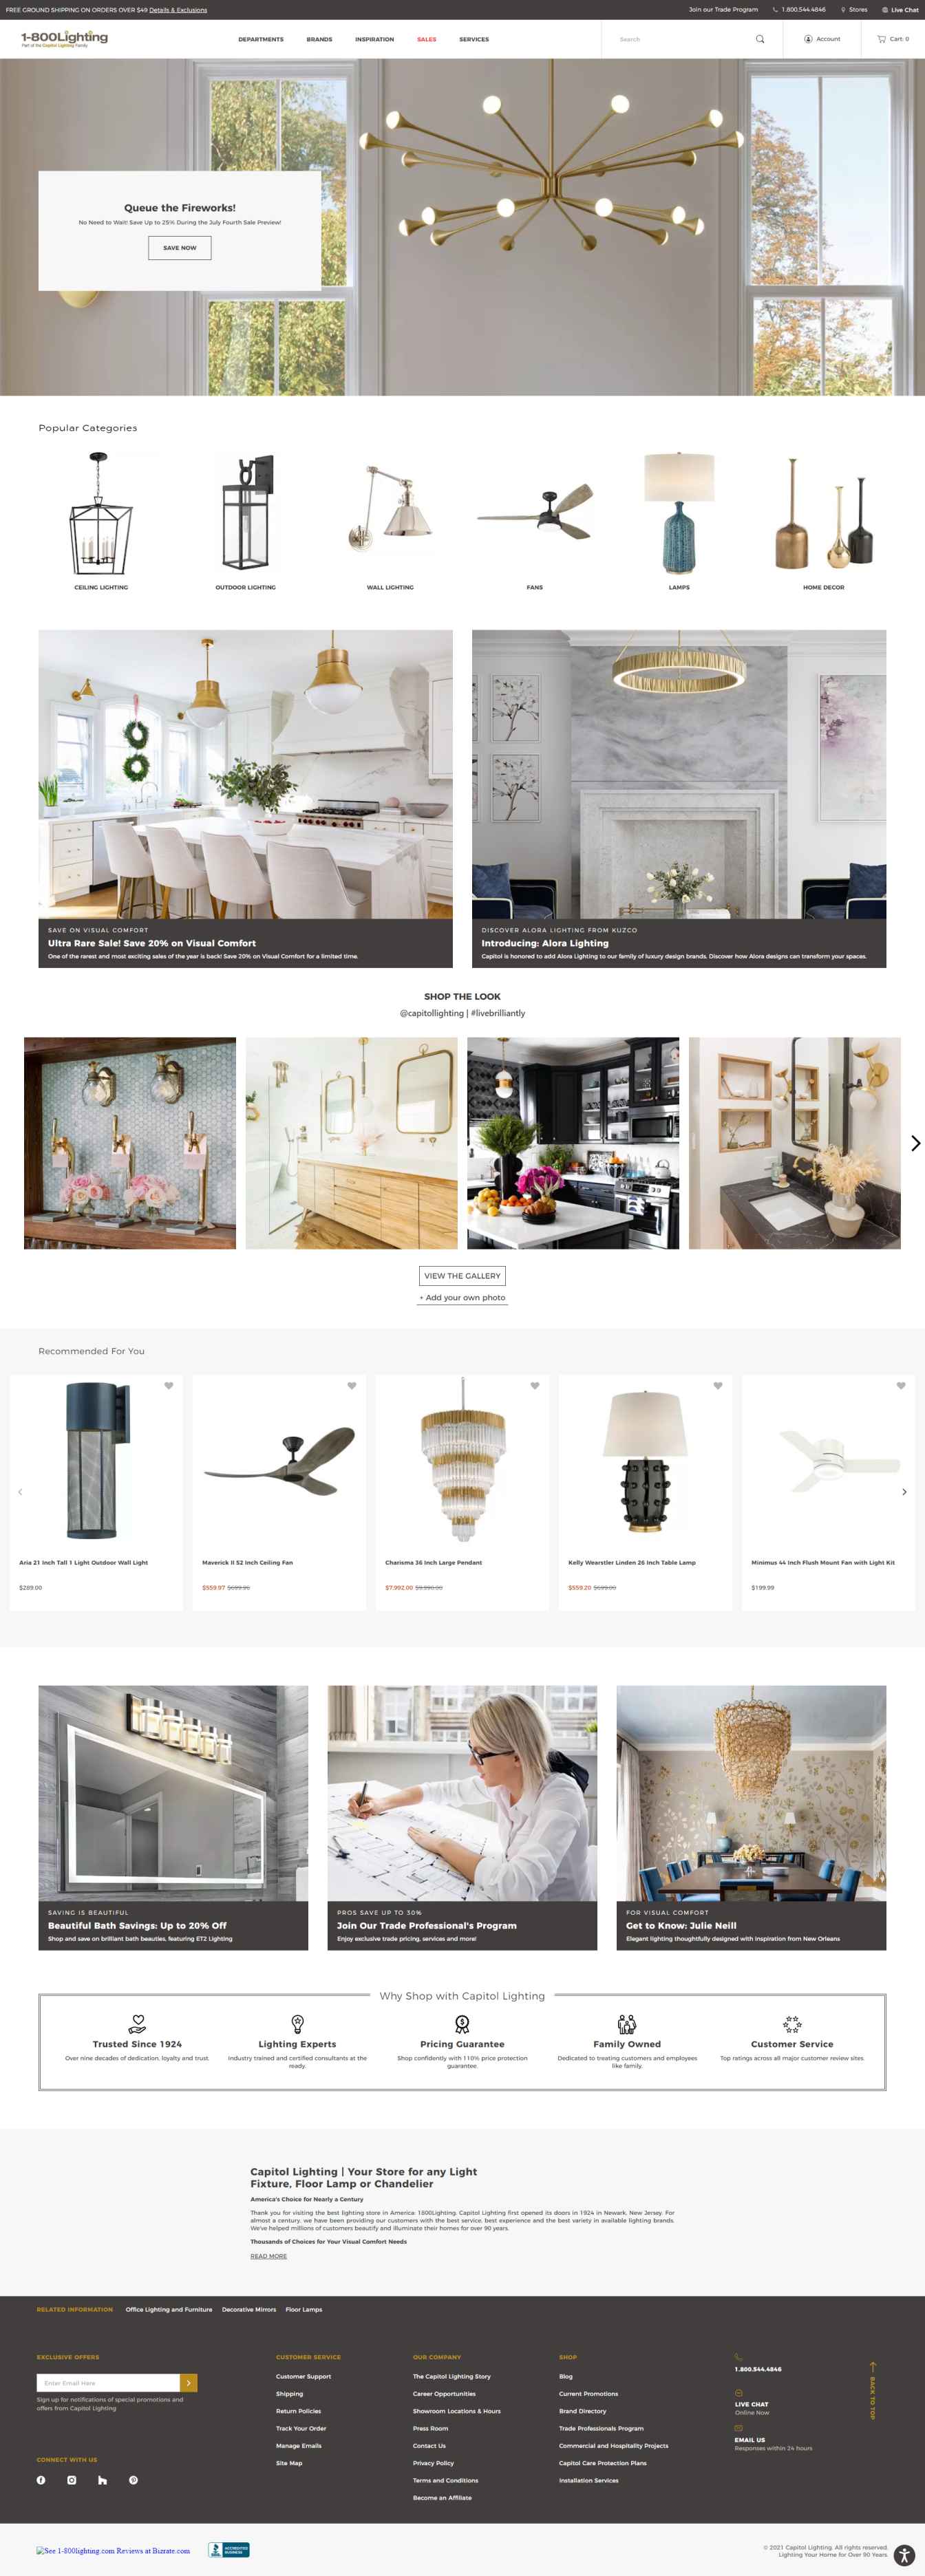 FREE GROUND SHIPPING ON ORDERS OVER $49 Details & Exclusions
Join our Trade Program
1.800.544.4846
Stores
Live Chat
1-800Lighting
Part of the Capitol Lighting Family
DEPARTMENTS
BRANDS
INSPIRATION
SALES
SERVICES
Search
Account
Cart: 0
Queue the Fireworks!
No Need to Wait! Save Up to 25% During the July Fourth Sale Preview!
SAVE NOW
Popular Categories
CEILING LIGHTING
OUTDOOR LIGHTING
WALL LIGHTING
FANS
LAMPS
HOME DECOR
SAVE ON VISUAL COMFORT
Ultra Rare Sale! Save 20% on Visual Comfort
One of the rarest and most exciting sales of the year is back! Save 20% on Visual Comfort for a limited time.
DISCOVER ALORA LIGHTING FROM KUZCO
Introducing: Alora Lighting
Capitol is honored to add Alora Lighting to our family of luxury design brands. Discover how Alora designs can transform your spaces.
SHOP THE LOOK
@capitollighting | #livebrilliantly
VIEW THE GALLERY
+ Add your own photo
Recommended For You
Aria 21 Inch Tall 1 Light Outdoor Wall Light
$289.00
Maverick II 52 Inch Ceiling Fan
$559.97 $699.96
Charisma 36 Inch Large Pendant
$7,992.00 $9,990.00
Kelly Wearstler Linden 26 Inch Table Lamp
$559.20 $699.00
Minimus 44 Inch Flush Mount Fan with Light Kit
$199.99
SAVING IS BEAUTIFUL
Beautiful Bath Savings: Up to 20% Off
Shop and save on brilliant bath beauties, featuring ET2 Lighting
PROS SAVE UP TO 30%
Join Our Trade Professional's Program
Enjoy exclusive trade pricing, services and more!
FOR VISUAL COMFORT
Get to Know: Julie Neill
Elegant lighting thoughtfully designed with inspiration from New Orleans
Why Shop with Capitol Lighting
Trusted Since 1924
Over nine decades of dedication, loyalty and trust.
Lighting Experts
Industry trained and certified consultants at the
ready.
Pricing Guarantee
Shop confidently with 110% price protection
guarantee.
Family Owned
Dedicated to treating customers and employees
like family.
Customer Service
Top ratings across all major customer review sites.
Capitol Lighting | Your Store for any Light
Fixture, Floor Lamp or Chandelier
America's Choice for Nearly a Century
Thank you for visiting the best lighting store in America: 1800Lighting. Capitol Lighting first opened its doors in 1924 in Newark, New Jersey. For
almost a century, we have been providing our customers with the best service, best experience and the best variety in available lighting brands.
We've helped millions of customers beautify and illuminate their homes for over 90 years.
Thousands of Choices for Your Visual Comfort Needs
READ MORE
RELATED INFORMATION
Office Lighting and Furniture
Decorative Mirrors
Floor Lamps
EXCLUSIVE OFFERS
Enter Email Here
Sign up for notifications of special promotions and
offers from Capitol Lighting
CONNECT WITH US
CUSTOMER SERVICE
Customer Support
Shipping
Return Policies
Track Your Order
Manage Emails
Site Map
OUR COMPANY
The Capitol Lighting Story
Career Opportunities
Showroom Locations & Hours
Press Room
Contact Us
Privacy Policy
Terms and Conditions
Become an Affiliate
SHOP
Blog
Current Promotions
Brand Directory
Trade Professionals Program
Commercial and Hospitality Projects
Capitol Care Protection Plans
Installation Services
1.800.544.4846
LIVE CHAT
Online Now
EMAIL US
Responses within 24 hours
BACK TO TOP
See 1-800lighting.com Reviews at Bizrate.com
BBB
ACCREDITED
BUSINESS
© 2021 Capitol Lighting. All rights reserved.
Lighting Your Home for Over 90 Years.